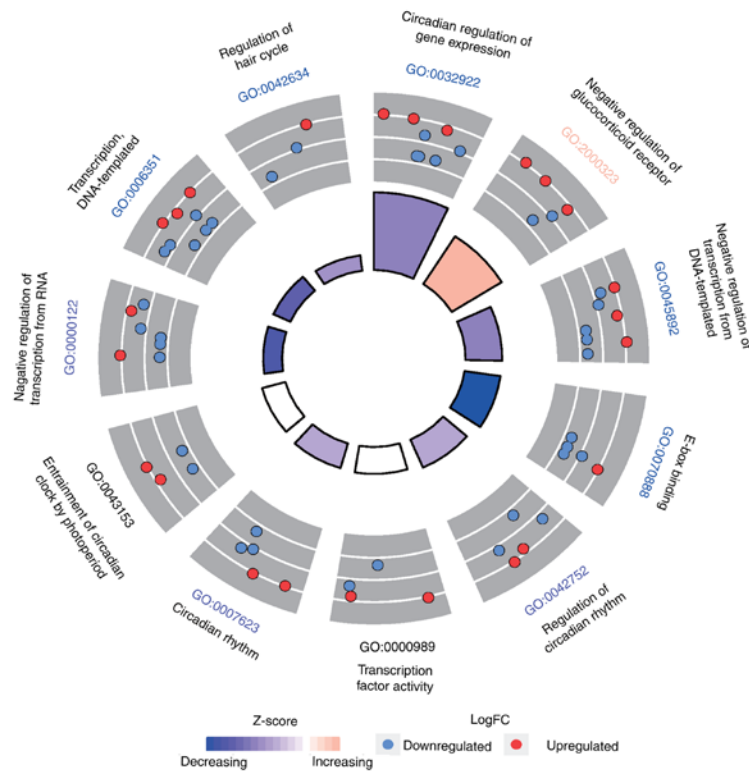 Regulation of
hair cycle
GO:0042634
Circadian regulation of
gene expression
GO:0032922
Negative regulation of
glucocorticoid receptor
GO:2000323
Negative regulation of
transcription from
DNA-templated
GO:0045892
E-box binding
GO:0070888
Regulation of
circadian rhythm
GO:0042752
GO:0000989
Transcription
factor activity
GO:0007623
Circadian rhythm
GO:0043153
Entrainment of circadian
clock by photoperiod
Nagative regulation of
transcription from RNA
GO:0000122
Transcription,
DNA-templated
GO:0006351
Z-score
Decreasing
Increasing
LogFC
Downregulated
Upregulated